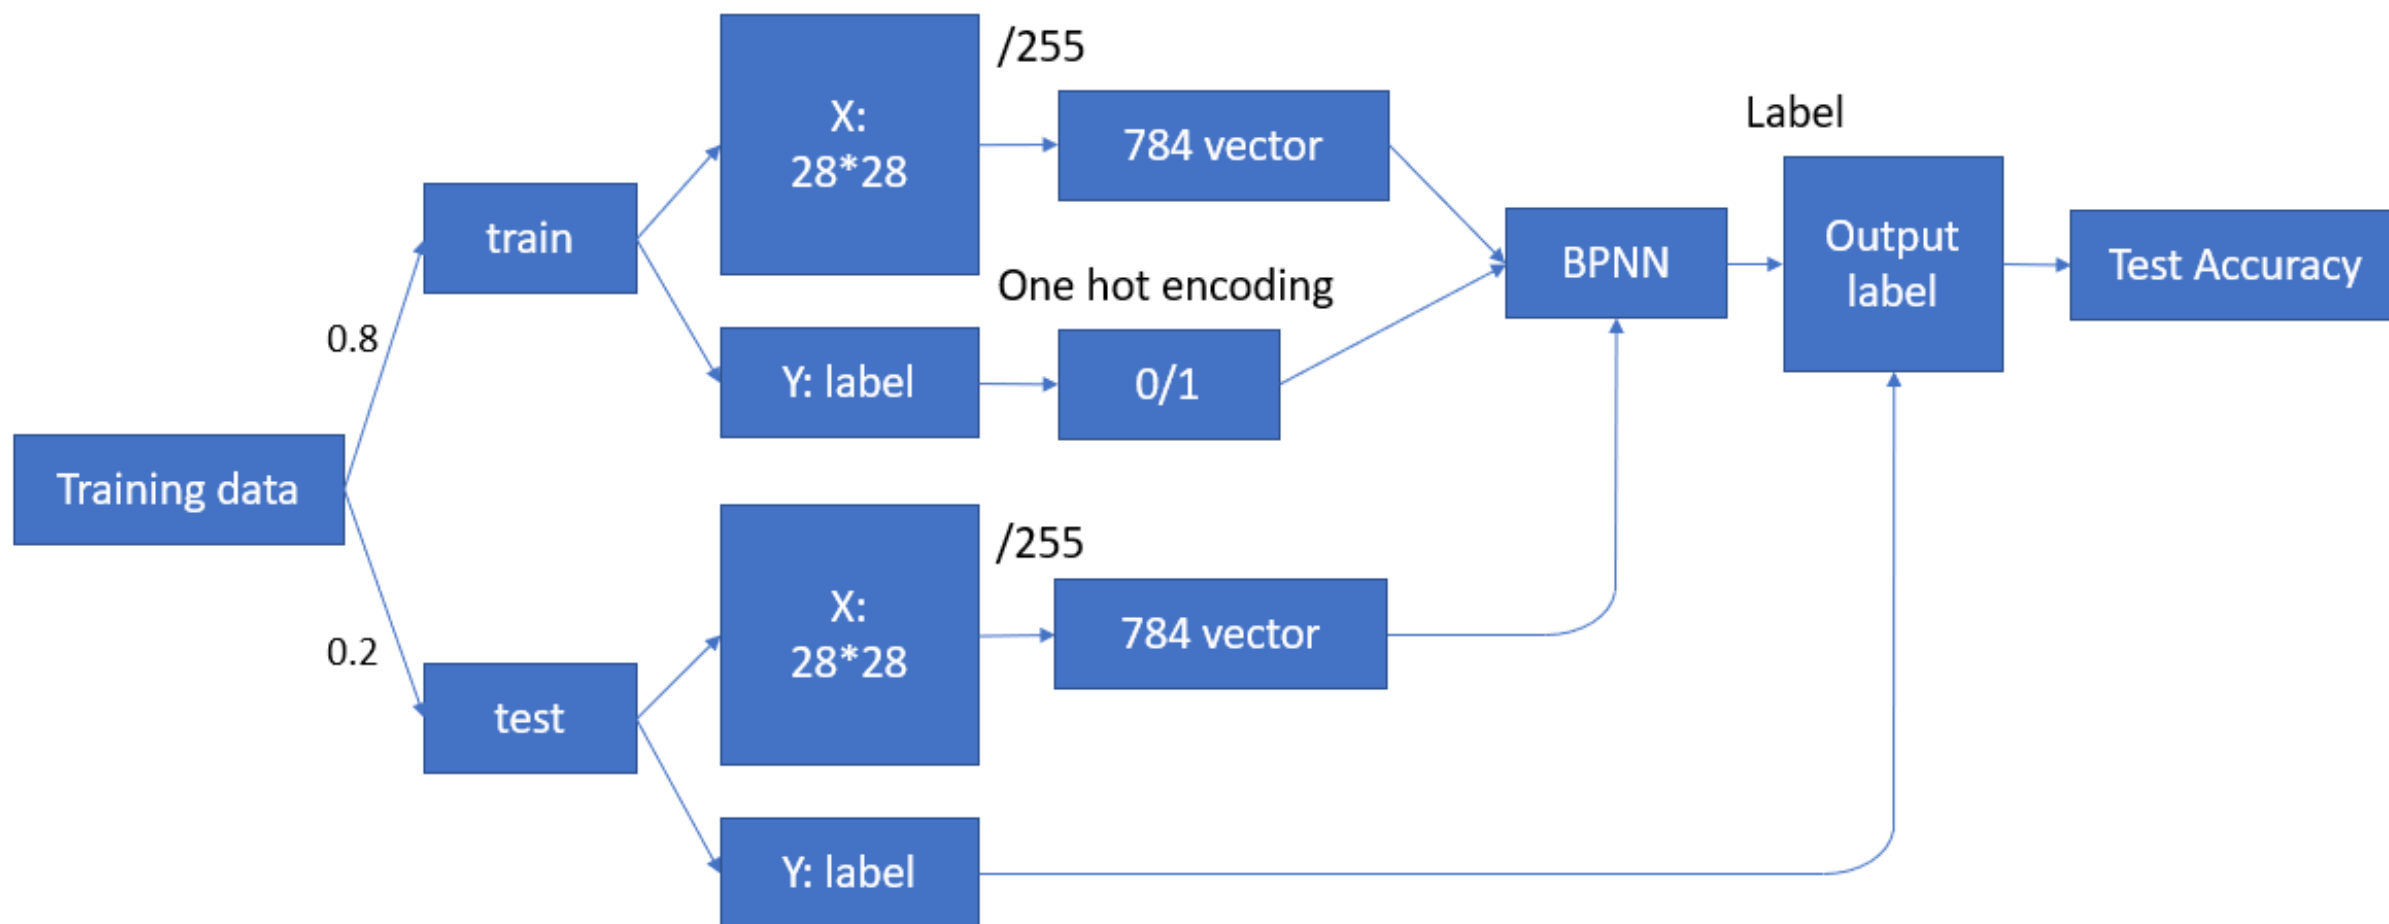 Training data
0.8
0.2
train
test
X:
28*28
/255
784 vector
Y: label
One hot encoding
0/1
X:
28*28
/255
784 vector
Y: label
BPNN
Label
Output
label
Test Accuracy